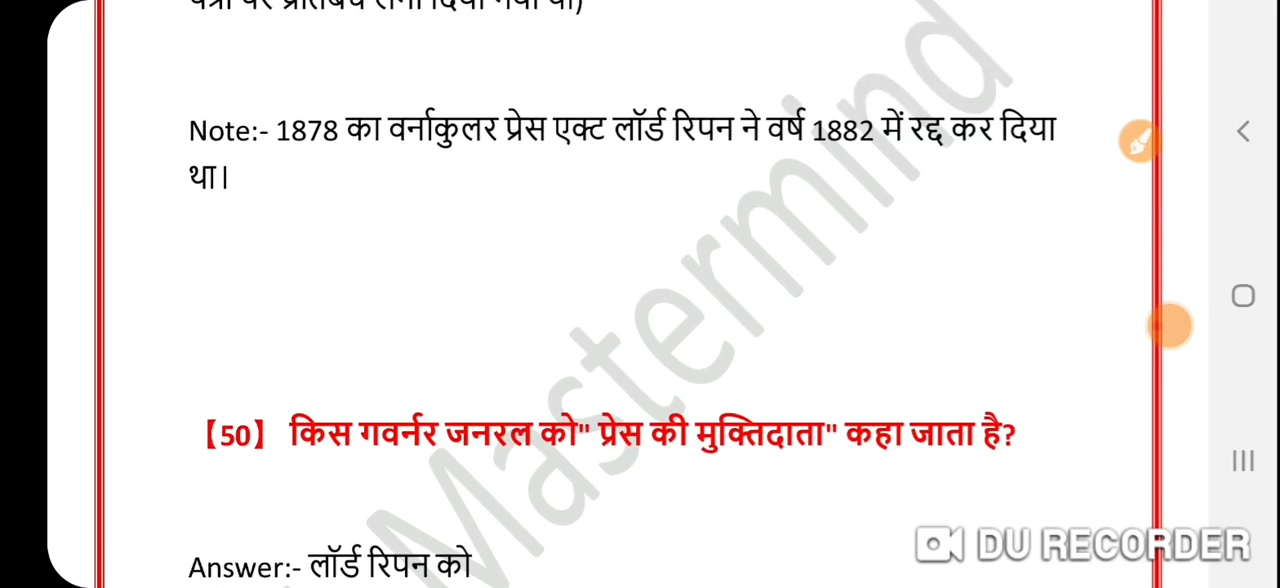 Note:- 1878 का वर्नाकुलर प्रेस एक्ट लॉर्ड रिपन ने वर्ष 1882 में रद्द कर दिया
था।
Mastermind
【50】 किस गवर्नर जनरल को" प्रेस की मुक्तिदाता" कहा जाता है?
DU RECORDER
Answer:- लॉर्ड रिपन को